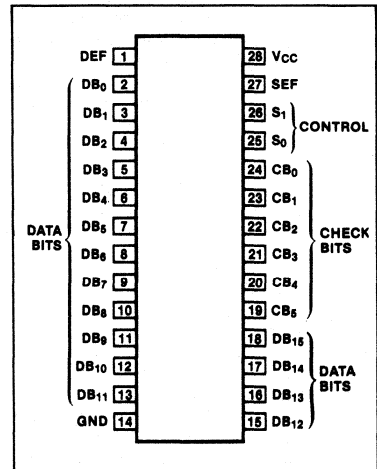 DEF 1 28 VCC
DB0 2 27 SEF
DB1 3 26 S1
DB2 4 25 S0
CONTROL
DB3 5 24 CB0
DB4 6 23 CB1
DB5 7 22 CB2
DB6 8 21 CB3
DATA BITS
CHECK BITS
DB7 9 20 CB4
DB8 10 19 CB5
DB9 11 18 DB15
DB10 12 17 DB14
DB11 13 16 DB13
DATA BITS
GND 14 15 DB12